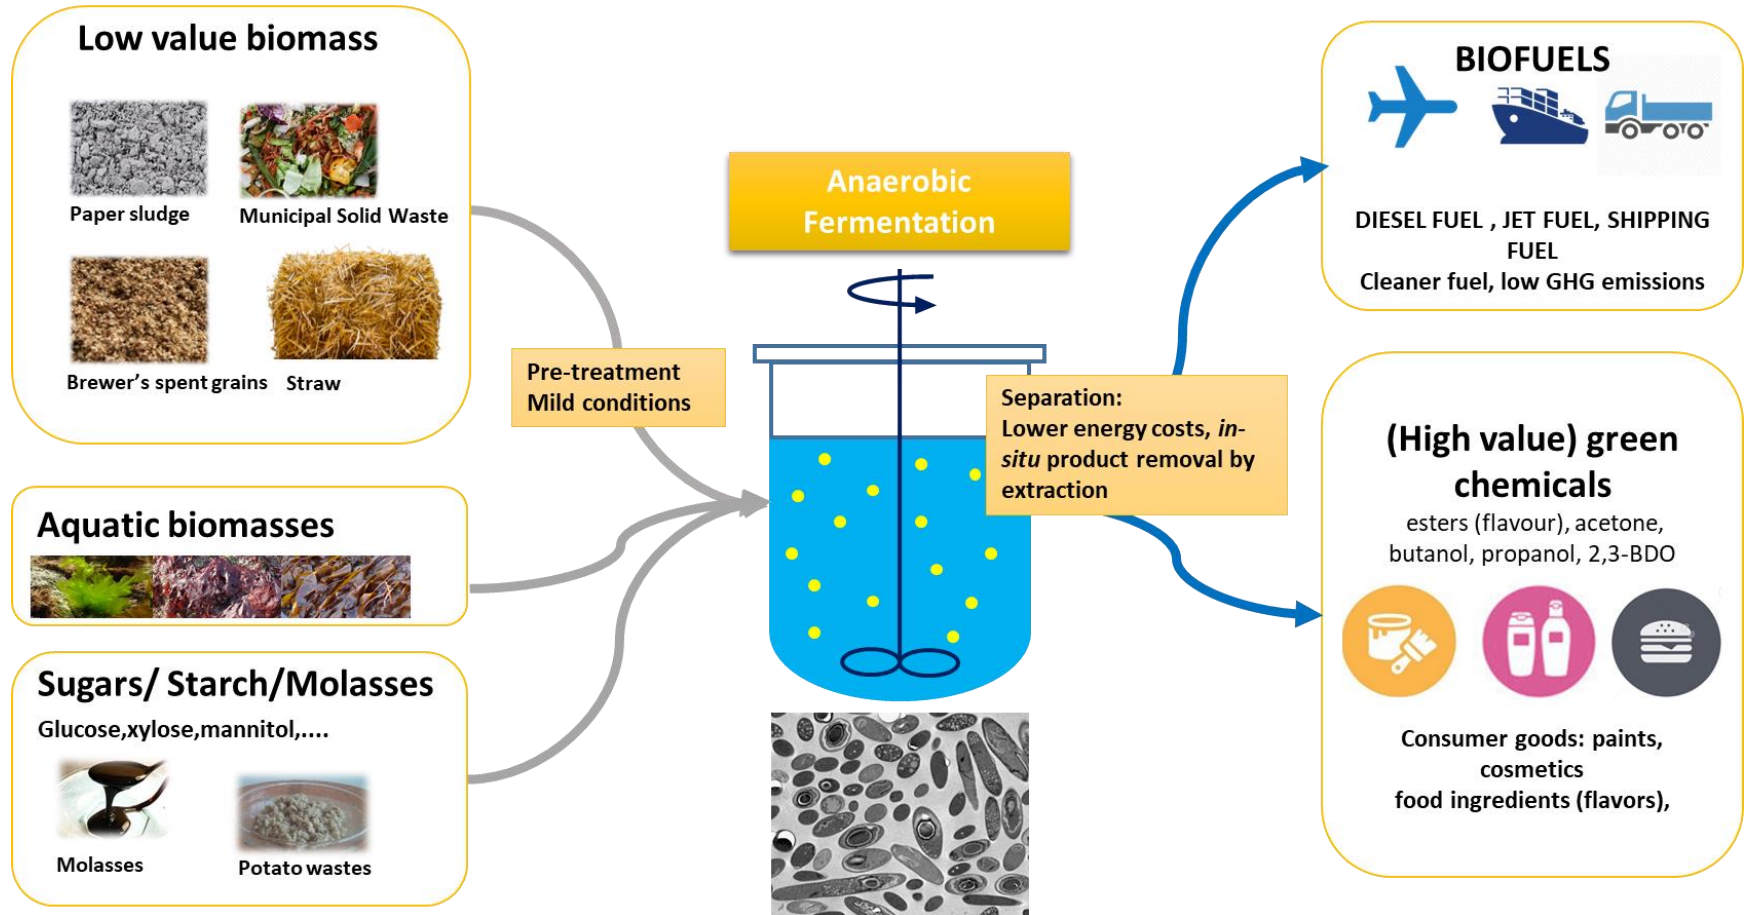 Low value biomass
Paper sludge
Municipal Solid Waste
Brewer's spent grains
Straw
Aquatic biomasses
Sugars/ Starch/Molasses
Glucose,xylose,mannitol,....
Molasses
Potato wastes
Pre-treatment
Mild conditions
Anaerobic
Fermentation
Separation:
Lower energy costs, in-
situ product removal by
extraction
BIOFUELS
DIESEL FUEL , JET FUEL, SHIPPING
FUEL
Cleaner fuel, low GHG emissions
(High value) green
chemicals
esters (flavour), acetone,
butanol, propanol, 2,3-BDO
Consumer goods: paints,
cosmetics
food ingredients (flavors),